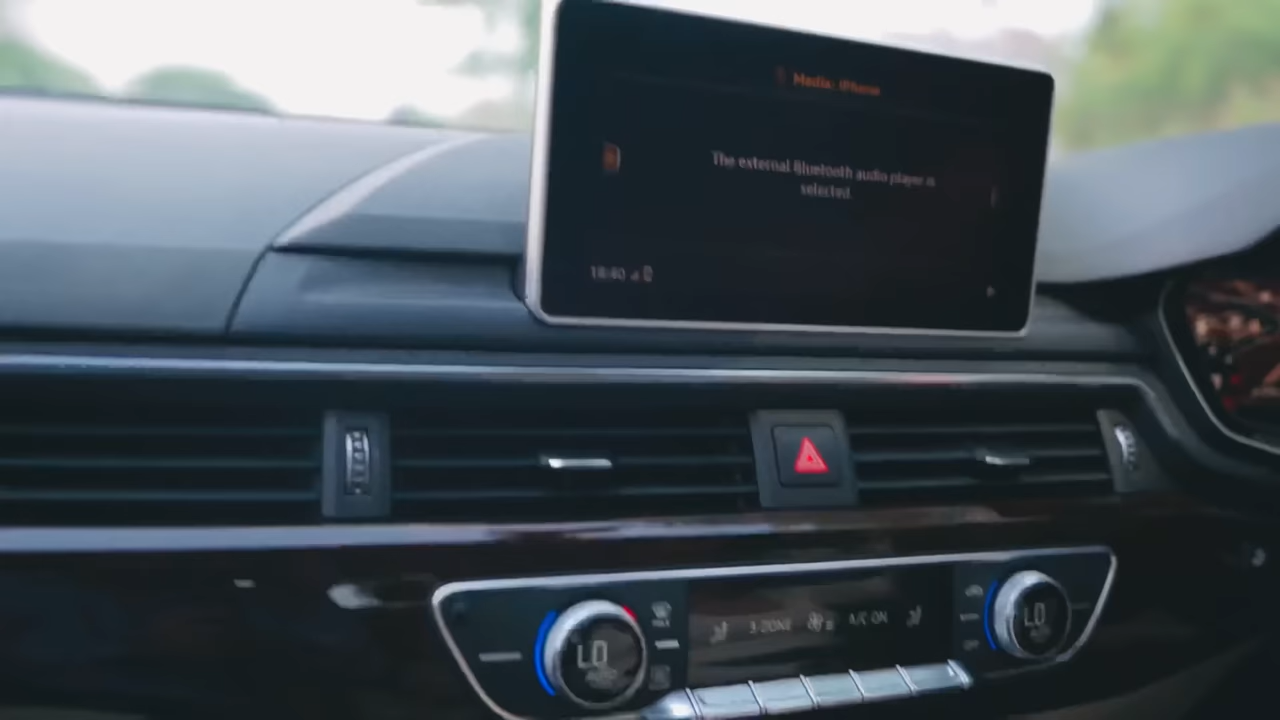 Media: iPhone
The external Bluetooth audio player is
selected.
18:40
LO
3-ZONE
A/C ON
LO